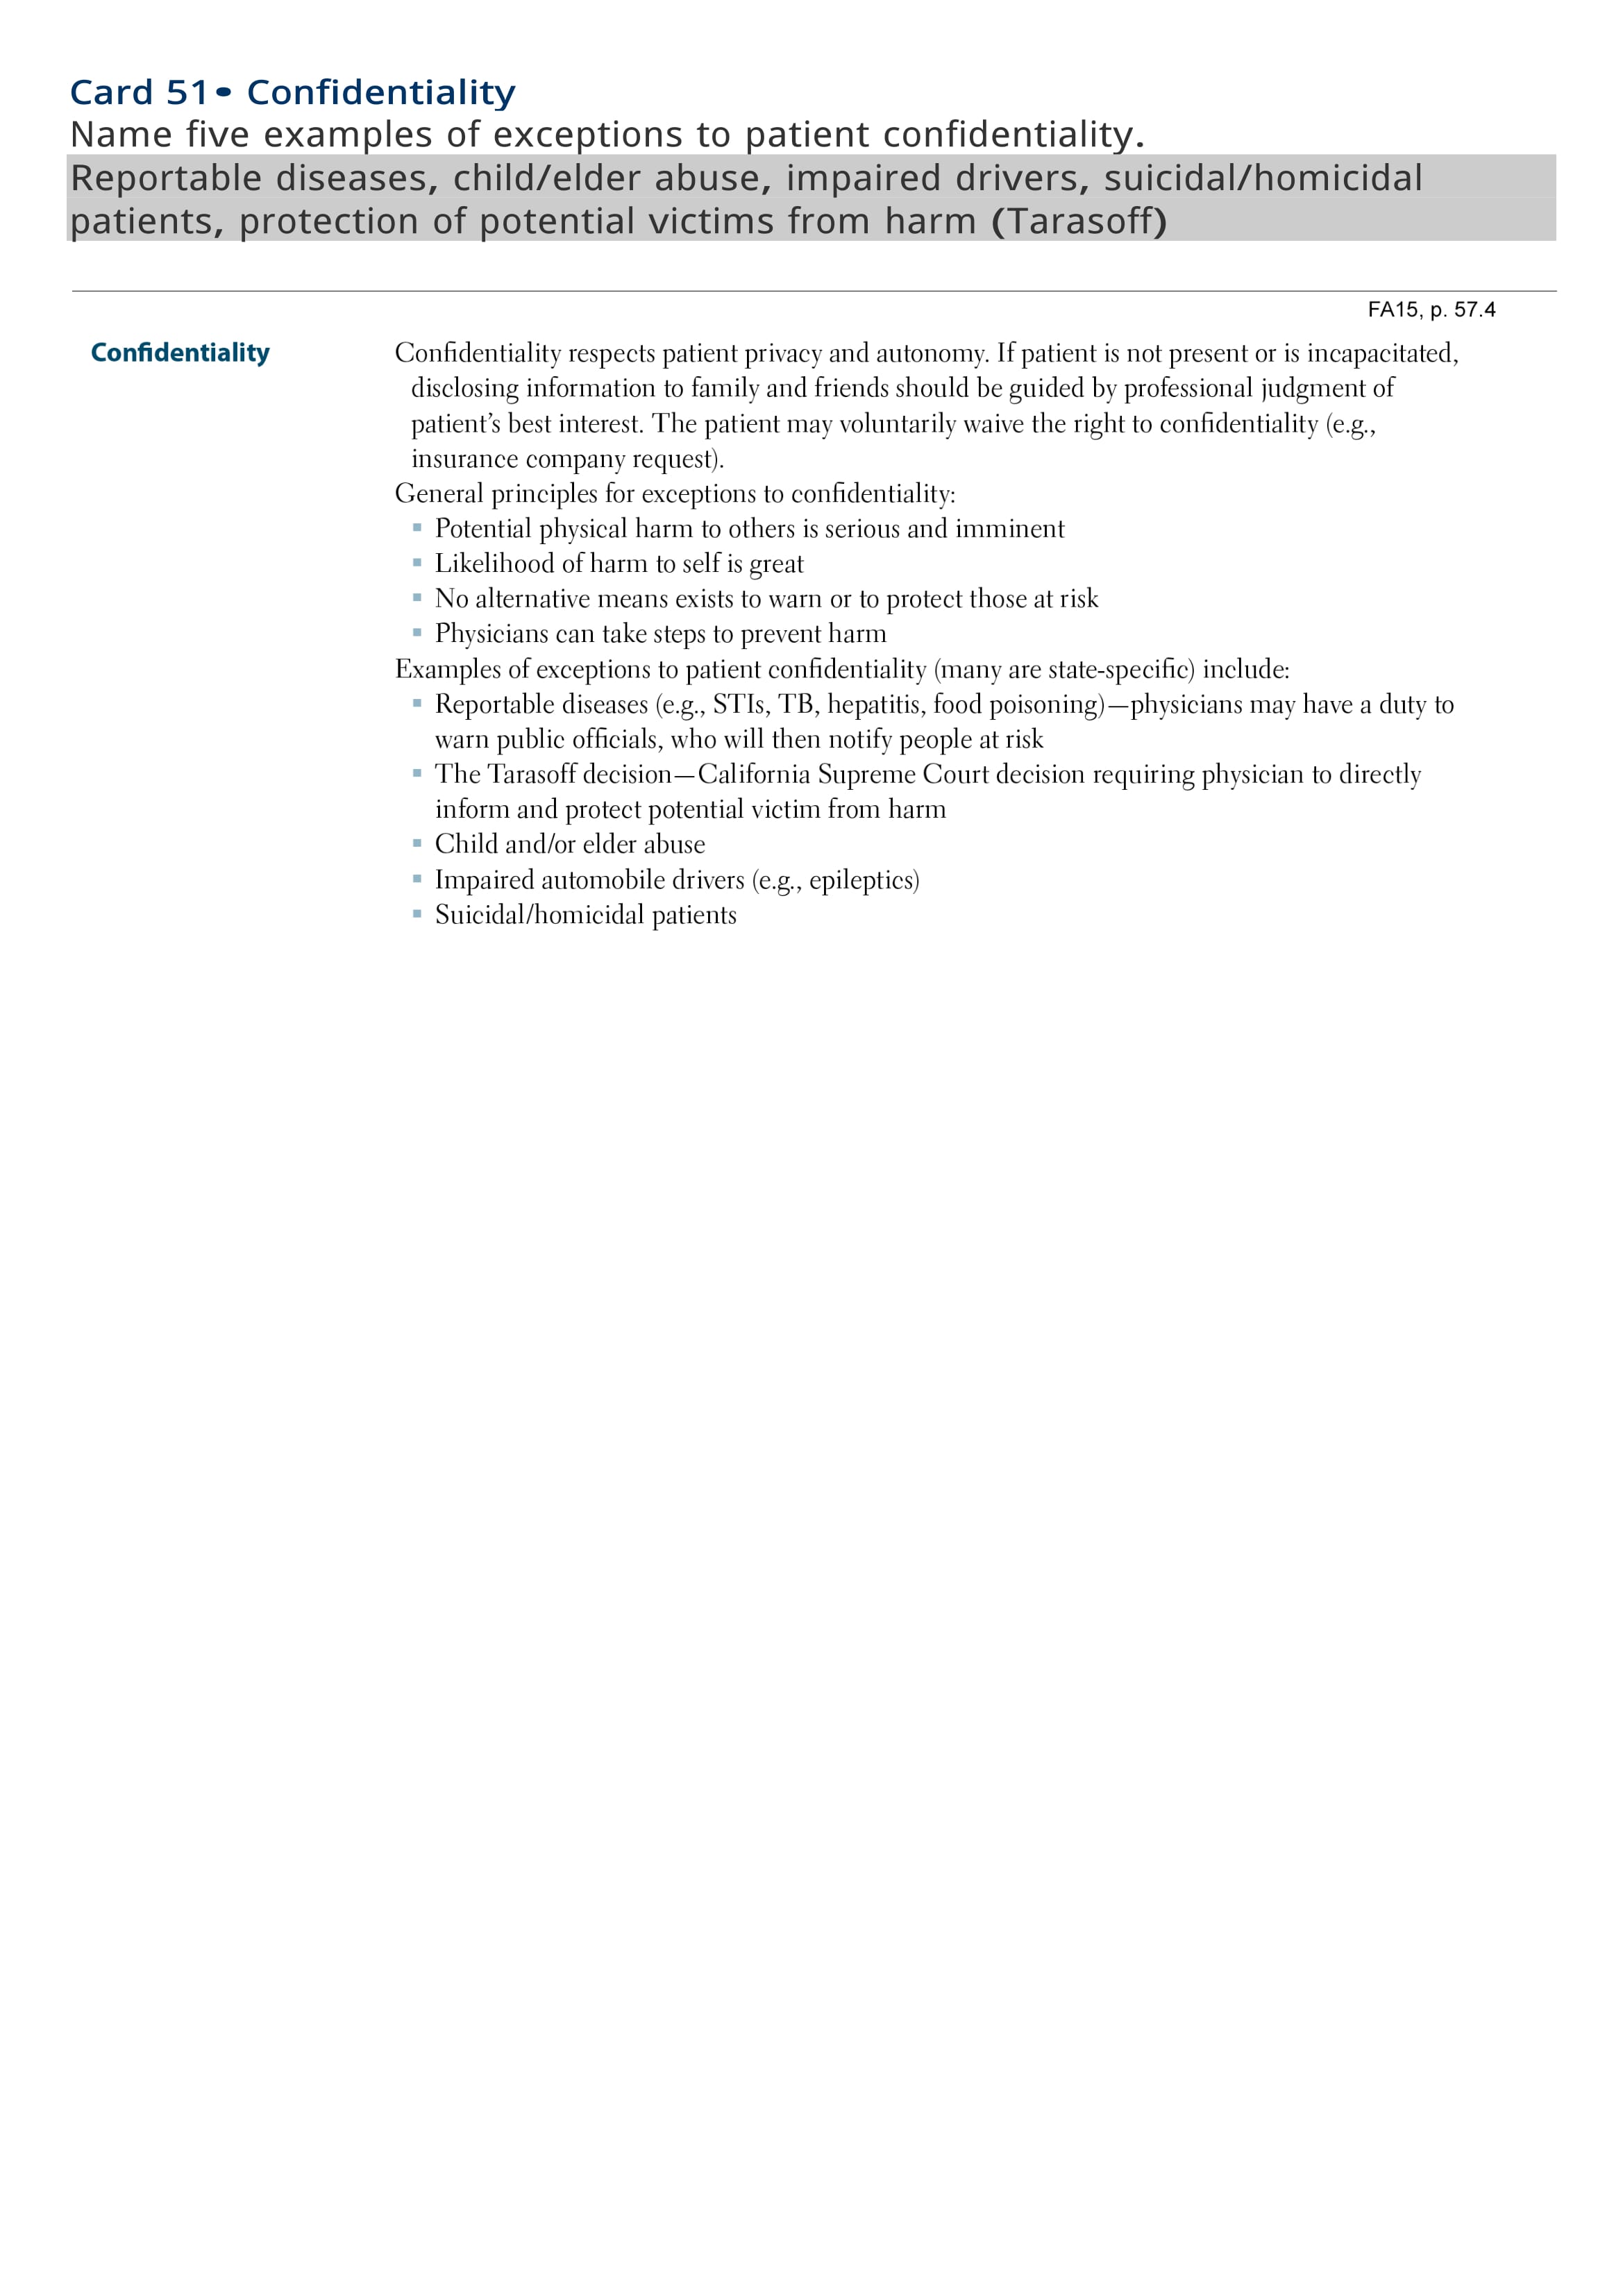 Card 51• Confidentiality
Name five examples of exceptions to patient confidentiality.
Reportable diseases, child/elder abuse, impaired drivers, suicidal/homicidal
patients, protection of potential victims from harm (Tarasoff)
FA15, p. 57.4
Confidentiality
Confidentiality respects patient privacy and autonomy. If patient is not present or is incapacitated,
disclosing information to family and friends should be guided by professional judgment of
patient’s best interest. The patient may voluntarily waive the right to confidentiality (e.g.,
insurance company request).
General principles for exceptions to confidentiality:
▪ Potential physical harm to others is serious and imminent
▪ Likelihood of harm to self is great
▪ No alternative means exists to warn or to protect those at risk
▪ Physicians can take steps to prevent harm
Examples of exceptions to patient confidentiality (many are state-specific) include:
▪ Reportable diseases (e.g., STIs, TB, hepatitis, food poisoning)—physicians may have a duty to
warn public officials, who will then notify people at risk
▪ The Tarasoff decision—California Supreme Court decision requiring physician to directly
inform and protect potential victim from harm
▪ Child and/or elder abuse
▪ Impaired automobile drivers (e.g., epileptics)
▪ Suicidal/homicidal patients